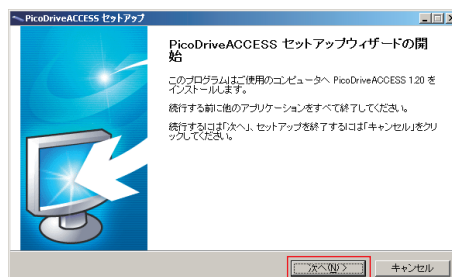 PicoDriveACCESS セットアップ
PicoDriveACCESS セットアップウィザードの開
始
このプログラムはご使用のコンピュータへ PicoDriveACCESS 1.20 を
インストールします。
続行する前に他のアプリケーションをすべて終了してください。
続行するには「次へ」、セットアップを終了するには「キャンセル」をクリ
ックしてください。
次へ(N) >
キャンセル